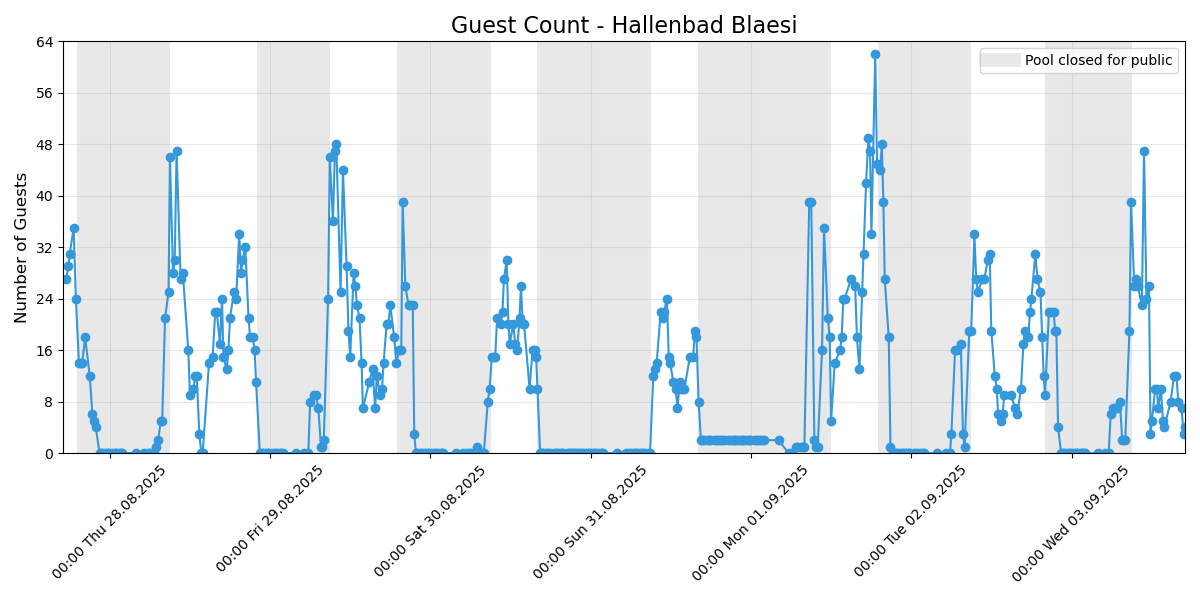 Guest Count - Hallenbad Blaesi
Pool closed for public
Number of Guests
64
56
48
40
32
24
16
8
0
00:00 Thu 28.08.2025
00:00 Fri 29.08.2025
00:00 Sat 30.08.2025
00:00 Sun 31.08.2025
00:00 Mon 01.09.2025
00:00 Tue 02.09.2025
00:00 Wed 03.09.2025